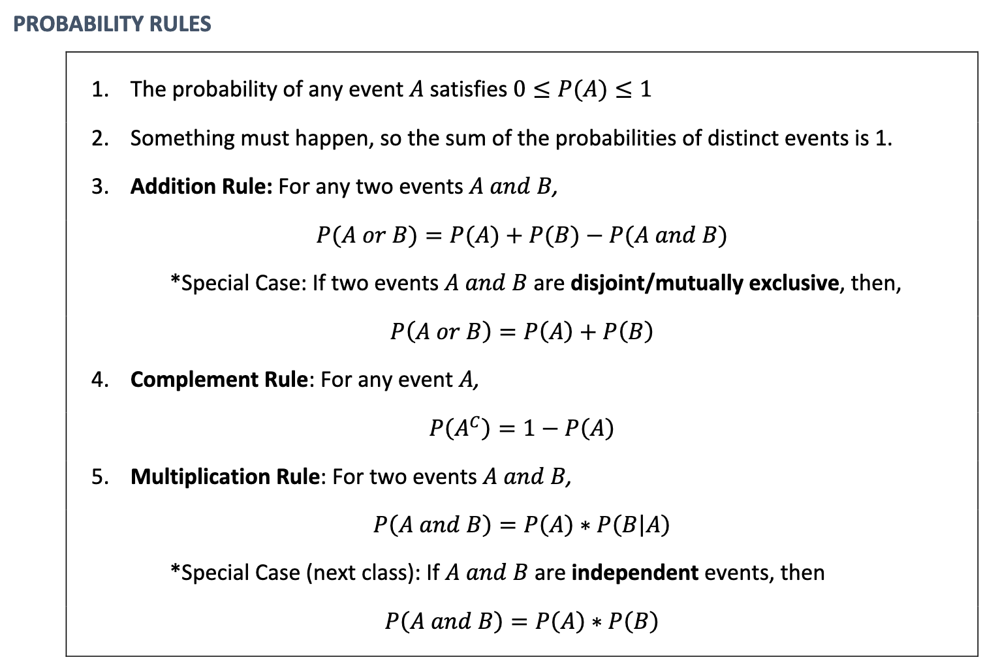 PROBABILITY RULES
1. The probability of any event A satisfies 0 ≤ P(A) ≤ 1
2. Something must happen, so the sum of the probabilities of distinct events is 1.
3. Addition Rule: For any two events A and B,
P(A or B) = P(A) + P(B) − P(A and B)
*Special Case: If two events A and B are disjoint/mutually exclusive, then,
P(A or B) = P(A) + P(B)
4. Complement Rule: For any event A,
P(Aᶜ) = 1 − P(A)
5. Multiplication Rule: For two events A and B,
P(A and B) = P(A) * P(B|A)
*Special Case (next class): If A and B are independent events, then
P(A and B) = P(A) * P(B)